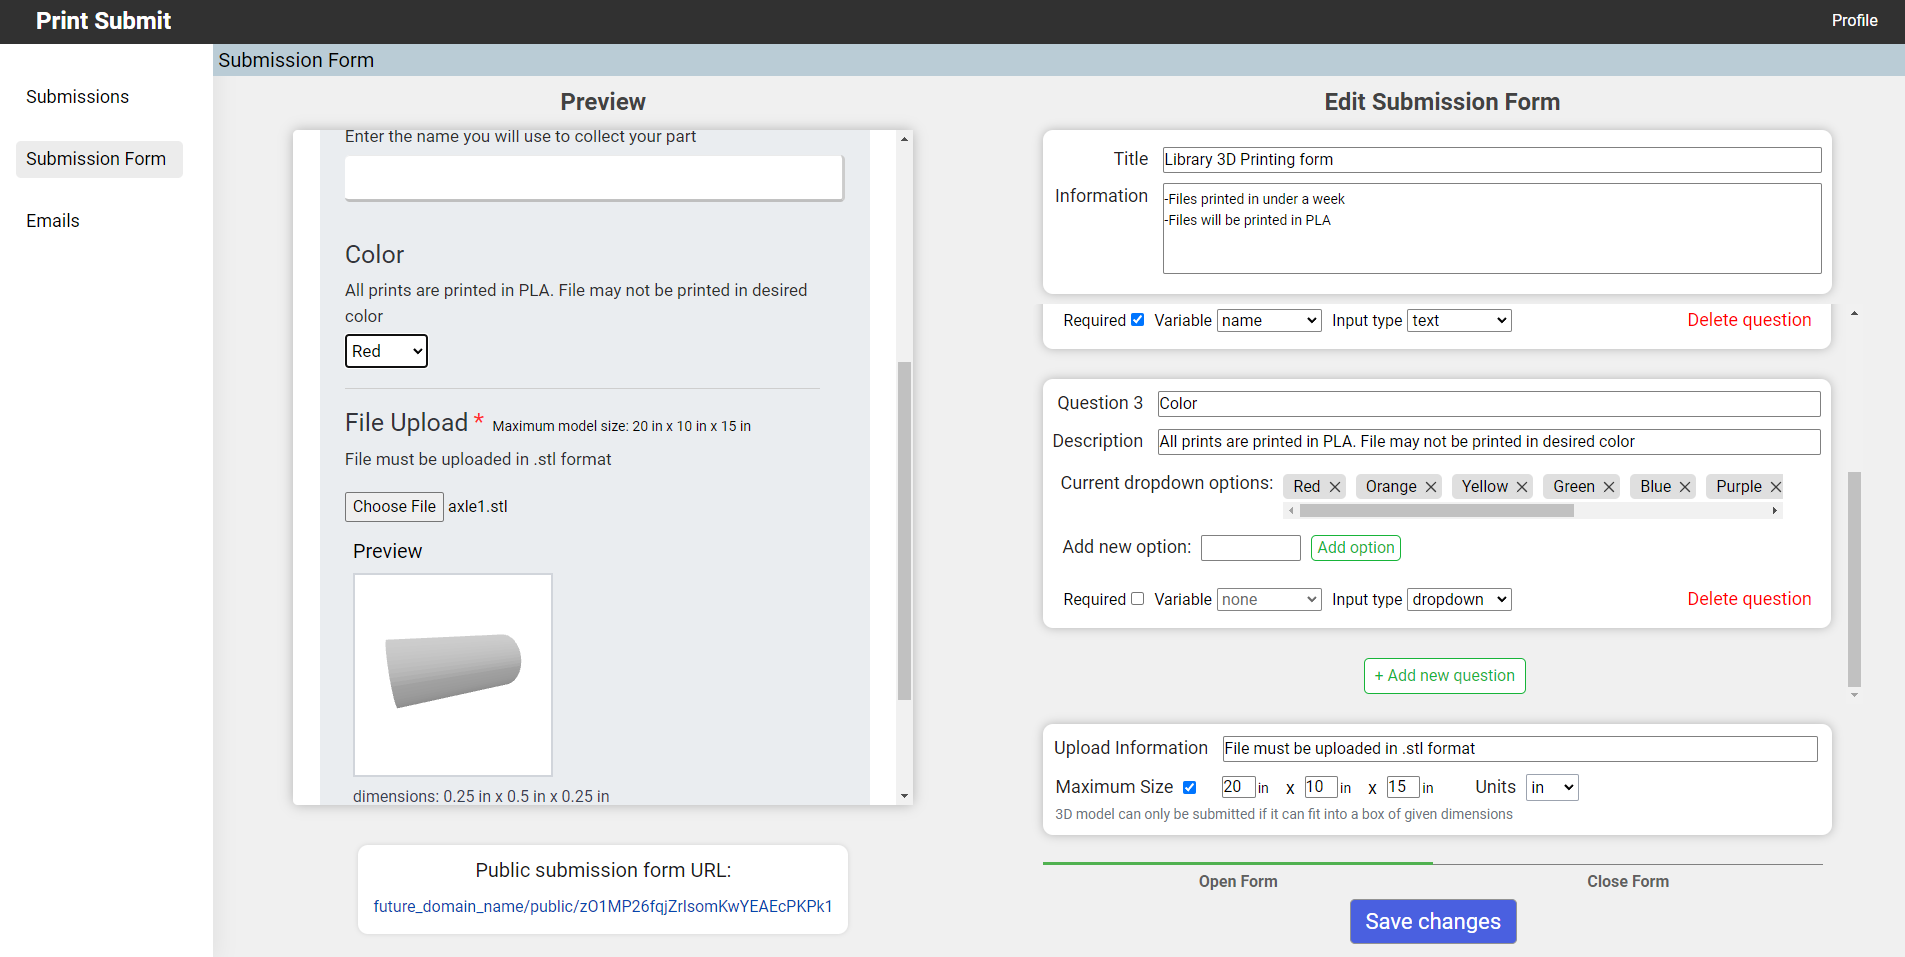 Print Submit
Profile
Submissions
Submission Form
Emails
Submission Form
Preview
Enter the name you will use to collect your part
Color
All prints are printed in PLA. File may not be printed in desired
color
Red
File Upload * Maximum model size: 20 in x 10 in x 15 in
File must be uploaded in .stl format
Choose File axle1.stl
Preview
dimensions: 0.25 in x 0.5 in x 0.25 in
Public submission form URL:
future_domain_name/public/zO1MP26fqjZrIsomKwYEAEcPKPk1
Edit Submission Form
Title Library 3D Printing form
Information -Files printed in under a week
-Files will be printed in PLA
Required Variable name Input type text Delete question
Question 3 Color
Description All prints are printed in PLA. File may not be printed in desired color
Current dropdown options: Red Orange Yellow Green Blue Purple
Add new option: Add option
Required Variable none Input type dropdown Delete question
+ Add new question
Upload Information File must be uploaded in .stl format
Maximum Size 20 in x 10 in x 15 in Units in
3D model can only be submitted if it can fit into a box of given dimensions
Open Form Close Form
Save changes